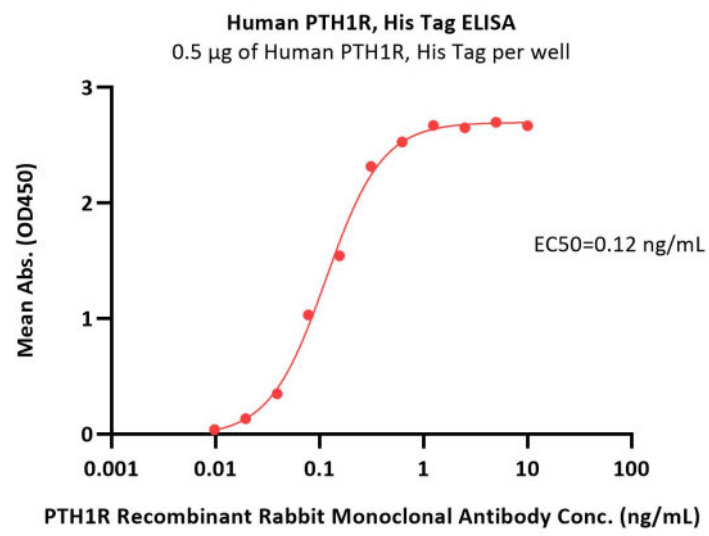 Human PTH1R, His Tag ELISA
0.5 μg of Human PTH1R, His Tag per well
3
2
1
0
Mean Abs. (OD450)
EC50=0.12 ng/mL
0.001 0.01 0.1 1 10 100
PTH1R Recombinant Rabbit Monoclonal Antibody Conc. (ng/mL)